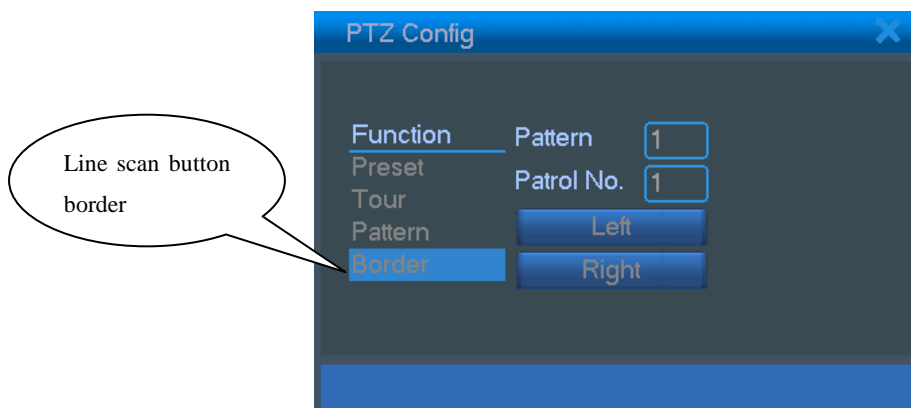 PTZ Config
Line scan button
border
Function
Preset
Tour
Pattern
Border
Pattern 1
Patrol No. 1
Left
Right